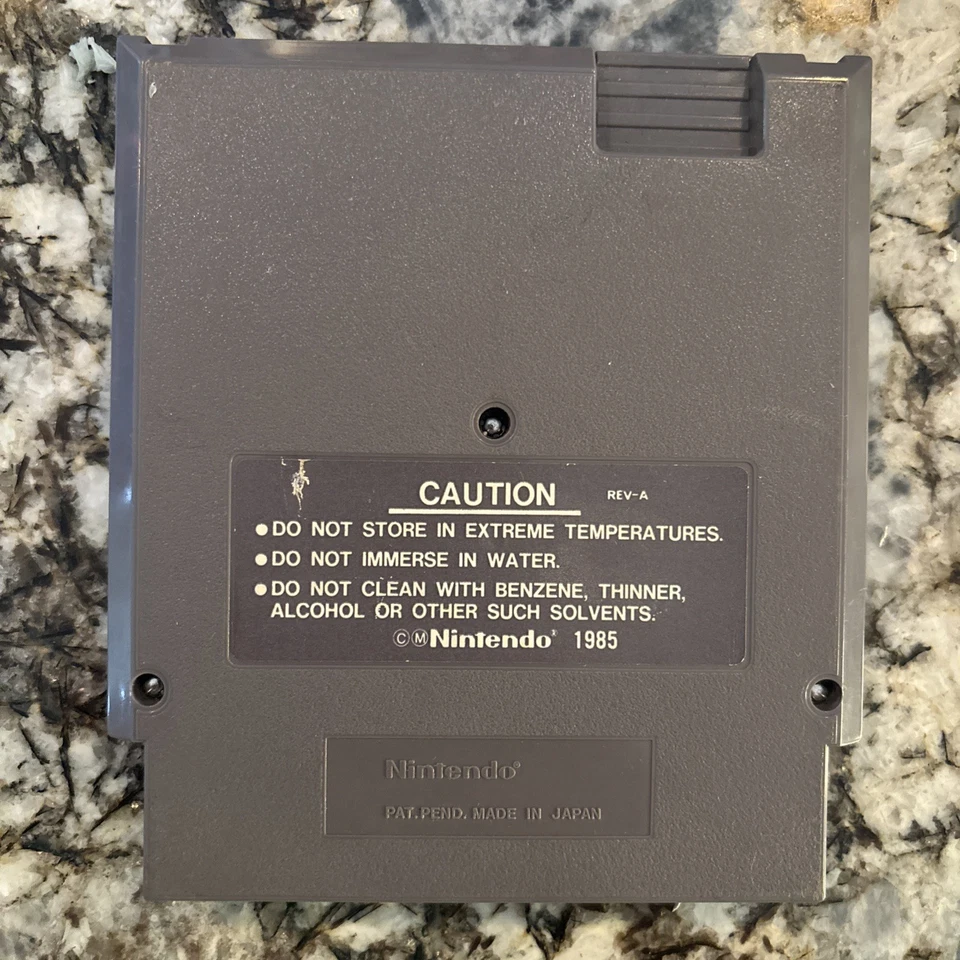 CAUTION REV-A
●DO NOT STORE IN EXTREME TEMPERATURES.
●DO NOT IMMERSE IN WATER.
●DO NOT CLEAN WITH BENZENE, THINNER,
ALCOHOL OR OTHER SUCH SOLVENTS.
ⒸⓂNintendo® 1985
Nintendo®
PAT. PEND. MADE IN JAPAN